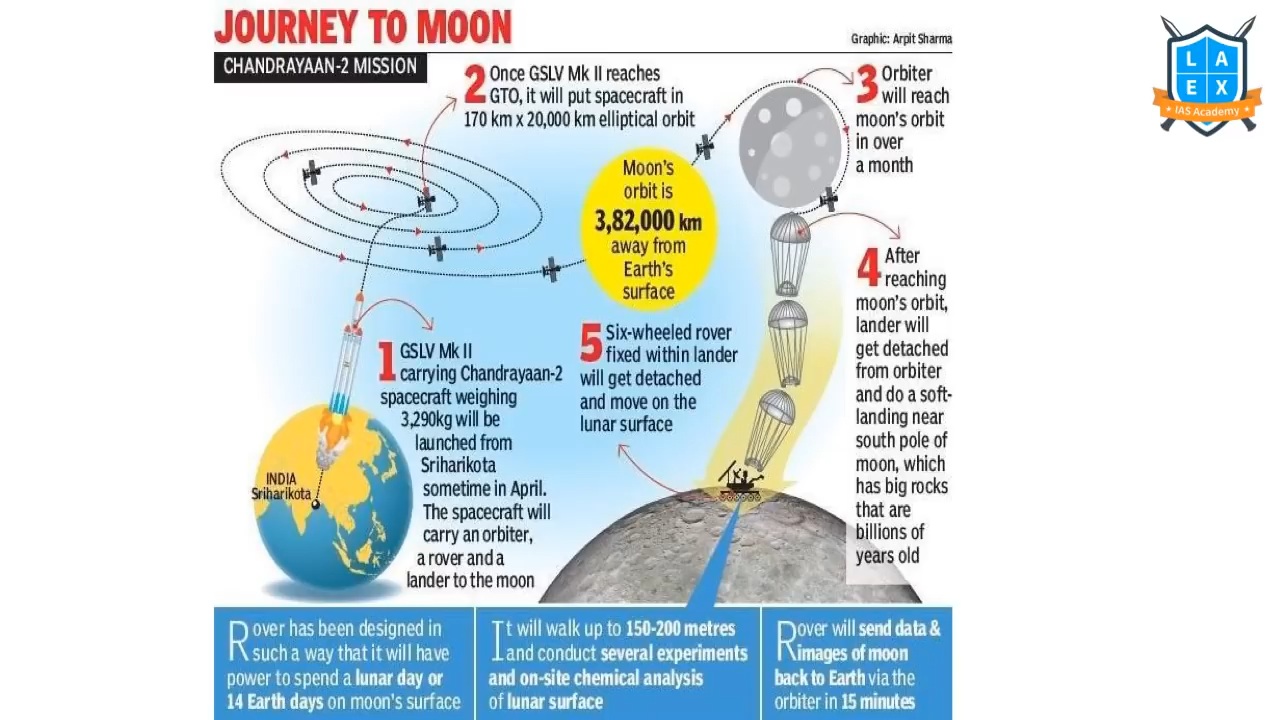 JOURNEY TO MOON
Graphic: Arpit Sharma
CHANDRAYAAN-2 MISSION
1 GSLV Mk II
carrying Chandrayaan-2
spacecraft weighing
3,290kg will be
launched from
Sriharikota
sometime in April.
The spacecraft will
carry an orbiter,
a rover and a
lander to the moon
INDIA
Sriharikota
2 Once GSLV Mk II reaches
GTO, it will put spacecraft in
170 km x 20,000 km elliptical orbit
Moon's
orbit is
3,82,000 km
away from
Earth's
surface
3 Orbiter
will reach
moon's orbit
in over
a month
4 After
reaching
moon's orbit,
lander will
get detached
from orbiter
and do a soft-
landing near
south pole of
moon, which
has big rocks
that are
billions of
years old
5 Six-wheeled rover
fixed within lander
will get detached
and move on the
lunar surface
Rover has been designed in
such a way that it will have
power to spend a lunar day or
14 Earth days on moon's surface
It will walk up to 150-200 metres
and conduct several experiments
and on-site chemical analysis
of lunar surface
Rover will send data &
images of moon
back to Earth via the
orbiter in 15 minutes
L A
E X
IAS Academy